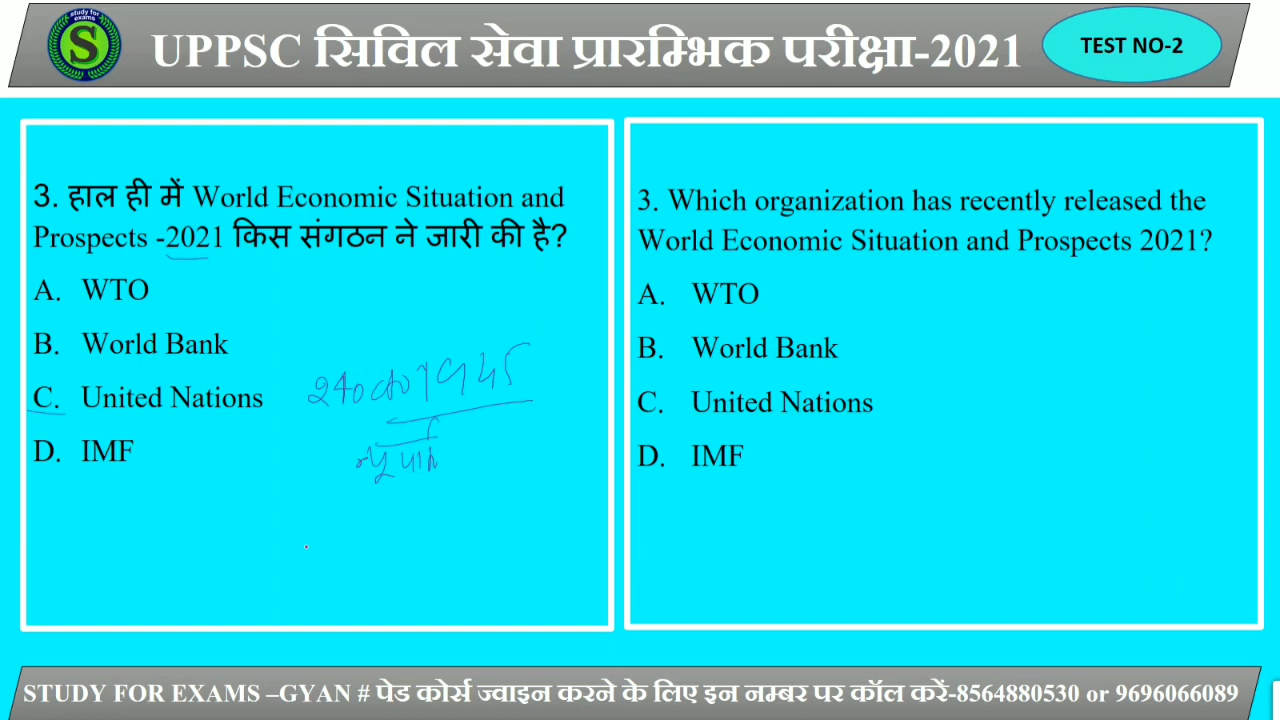 study for
exams
S
UPPSC सिविल सेवा प्रारम्भिक परीक्षा-2021
TEST NO-2
3. हाल ही में World Economic Situation and
Prospects -2021 किस संगठन ने जारी की है?
A. WTO
B. World Bank
C. United Nations
D. IMF
3. Which organization has recently released the
World Economic Situation and Prospects 2021?
A. WTO
B. World Bank
C. United Nations
D. IMF
STUDY FOR EXAMS –GYAN # पेड कोर्स ज्वाइन करने के लिए इन नम्बर पर कॉल करें-8564880530 or 9696066089